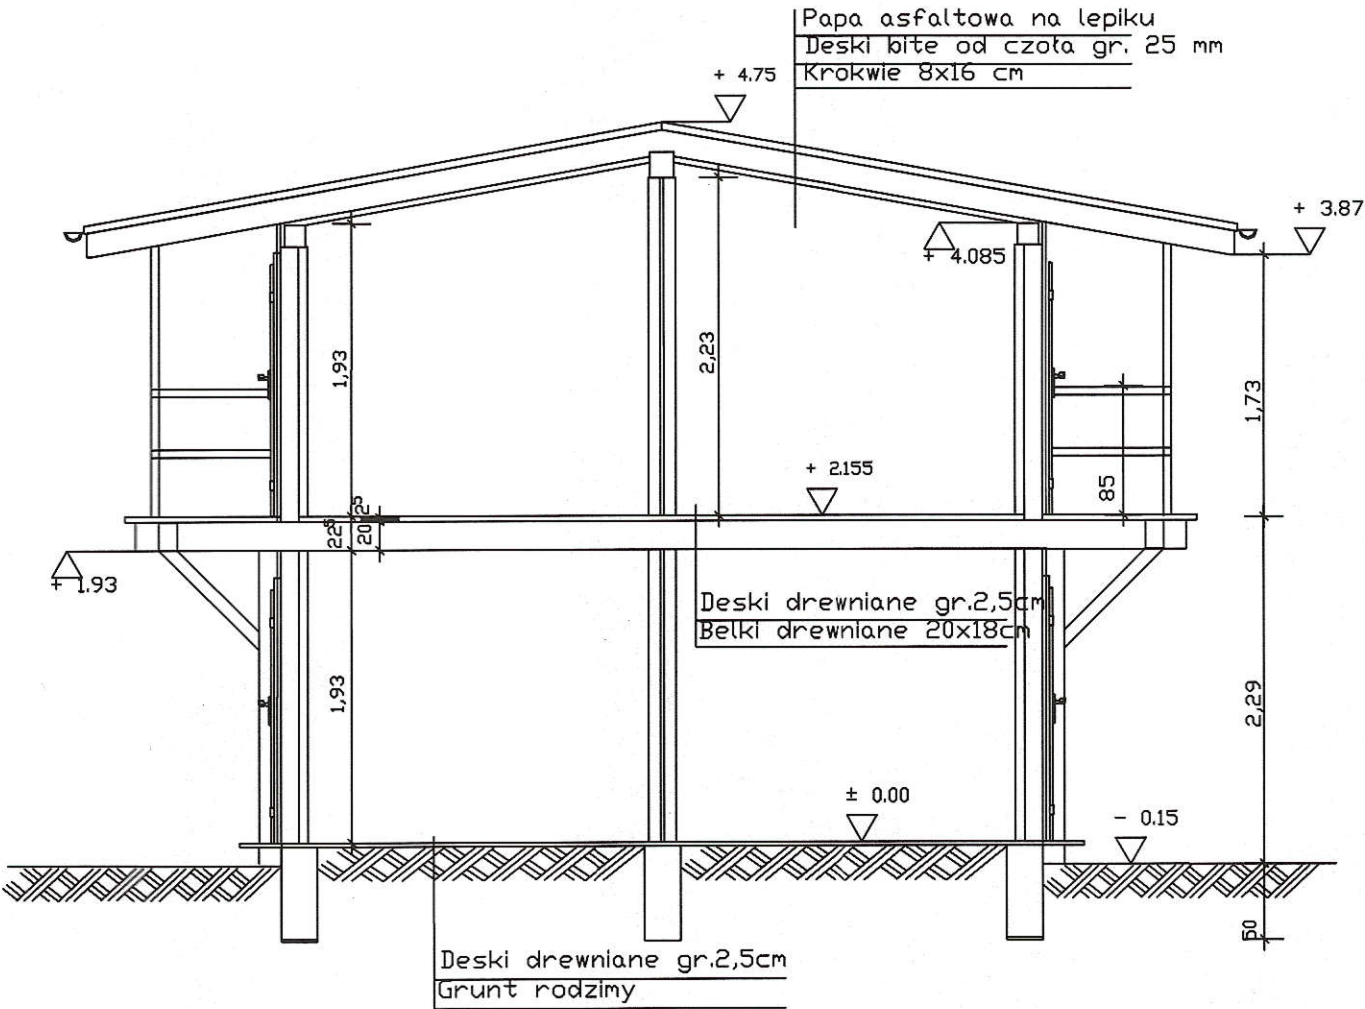 Papa asfaltowa na lepiku
Deski bite od czoła gr. 25 mm
Krokwie 8x16 cm
+ 4.75
+ 3.87
+ 4.085
1,93
2,23
1,73
+ 2.155
85
25
22⁵
20
+ 1.93
Deski drewniane gr.2,5cm
Belki drewniane 20x18cm
1,93
2,29
± 0.00
- 0.15
50
Deski drewniane gr.2,5cm
Grunt rodzimy